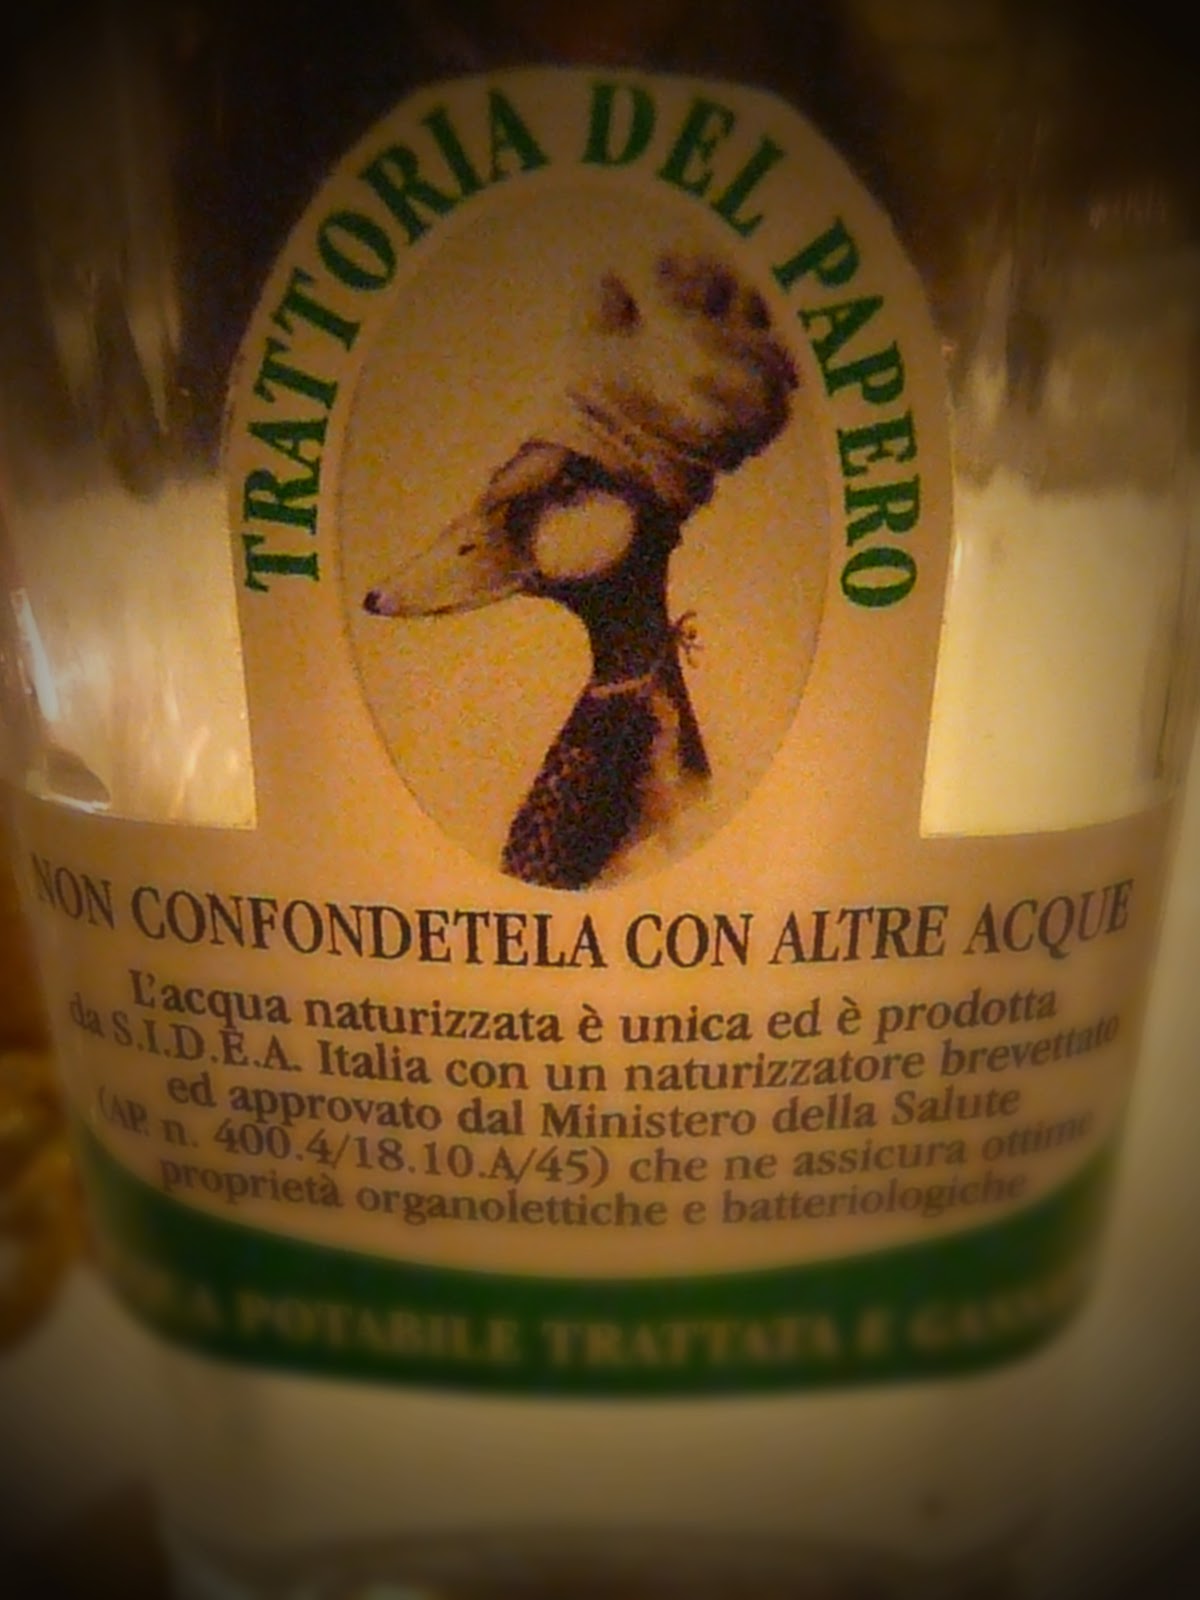 TRATTORIA DEL PAPERO
NON CONFONDETELA CON ALTRE ACQUE
L'acqua naturizzata è unica ed è prodotta
da S.I.D.E.A. Italia con un naturizzatore brevettato
ed approvato dal Ministero della Salute
(AP. n. 400.4/18.10.A/45) che ne assicura ottime
proprietà organolettiche e batteriologiche
POTABILE TRATTATA E